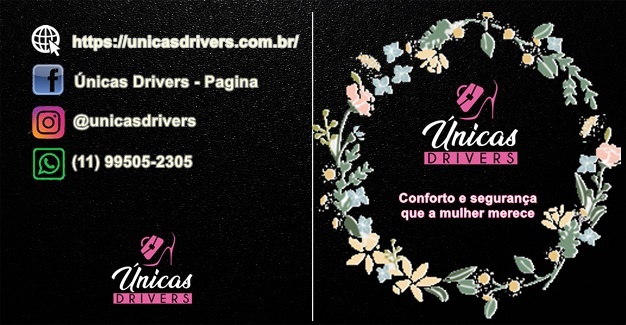 https://unicasdrivers.com.br/
Únicas Drivers - Pagina
@unicasdrivers
(11) 99505-2305
Únicas
DRIVERS
Únicas
DRIVERS
Conforto e segurança
que a mulher merece